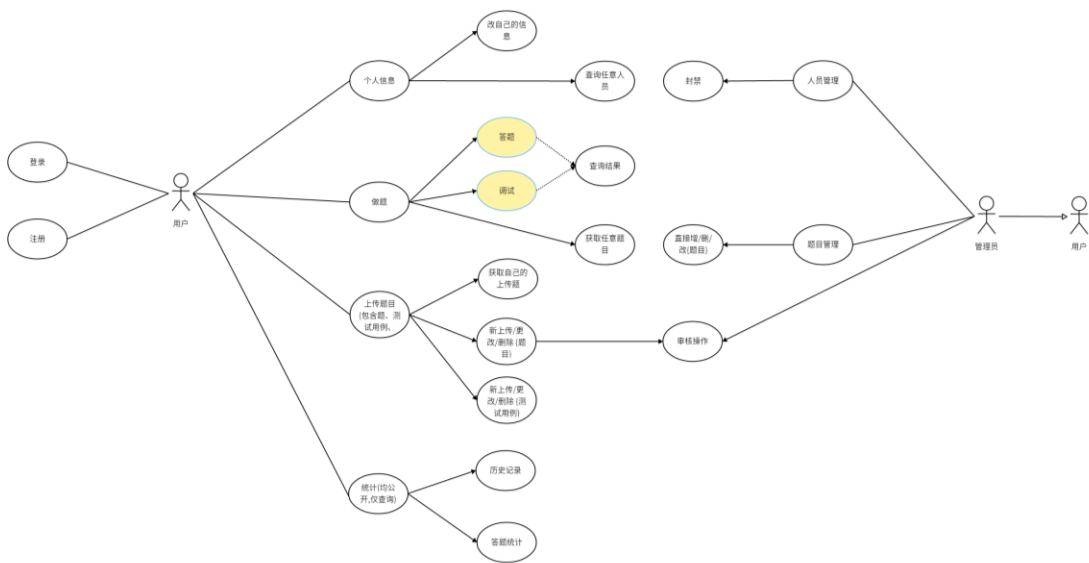 改自己的信
息
个人信息
查询任意人
员
封禁
人员管理
答题
登录
查询结果
调试
做题
用户
注册
获取任意题
目
直接增/删/
改(题目)
题目管理
管理员
用户
获取自己的
上传题
上传题目
(包含题、测
试用例、
新上传/更
改/删除 (题
目)
审核操作
新上传/更
改/删除 (测
试用例)
历史记录
统计(均公
开,仅查询)
答题统计